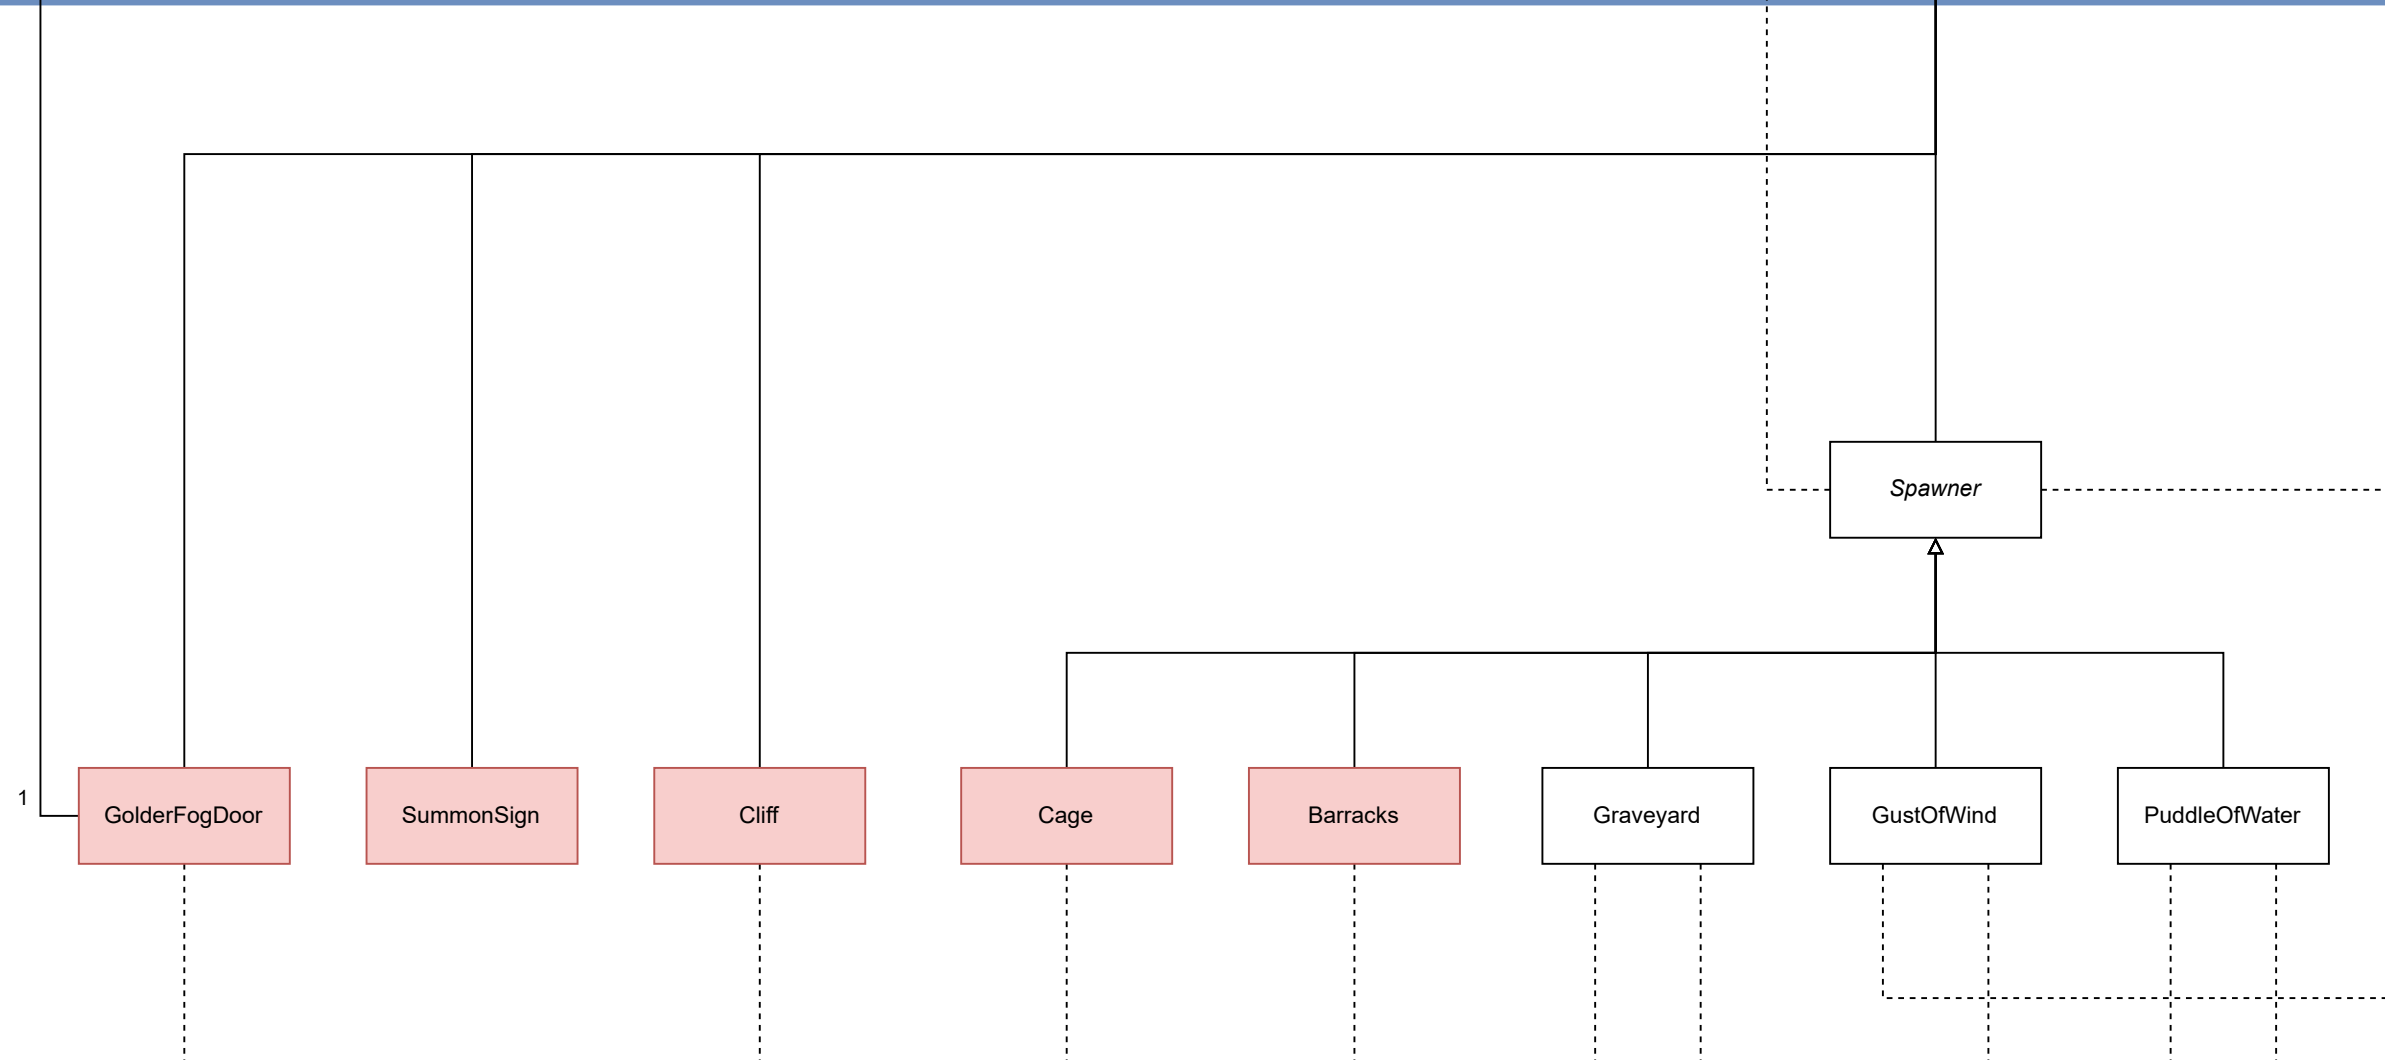 Spawner
1
GolderFogDoor
SummonSign
Cliff
Cage
Barracks
Graveyard
GustOfWind
PuddleOfWater